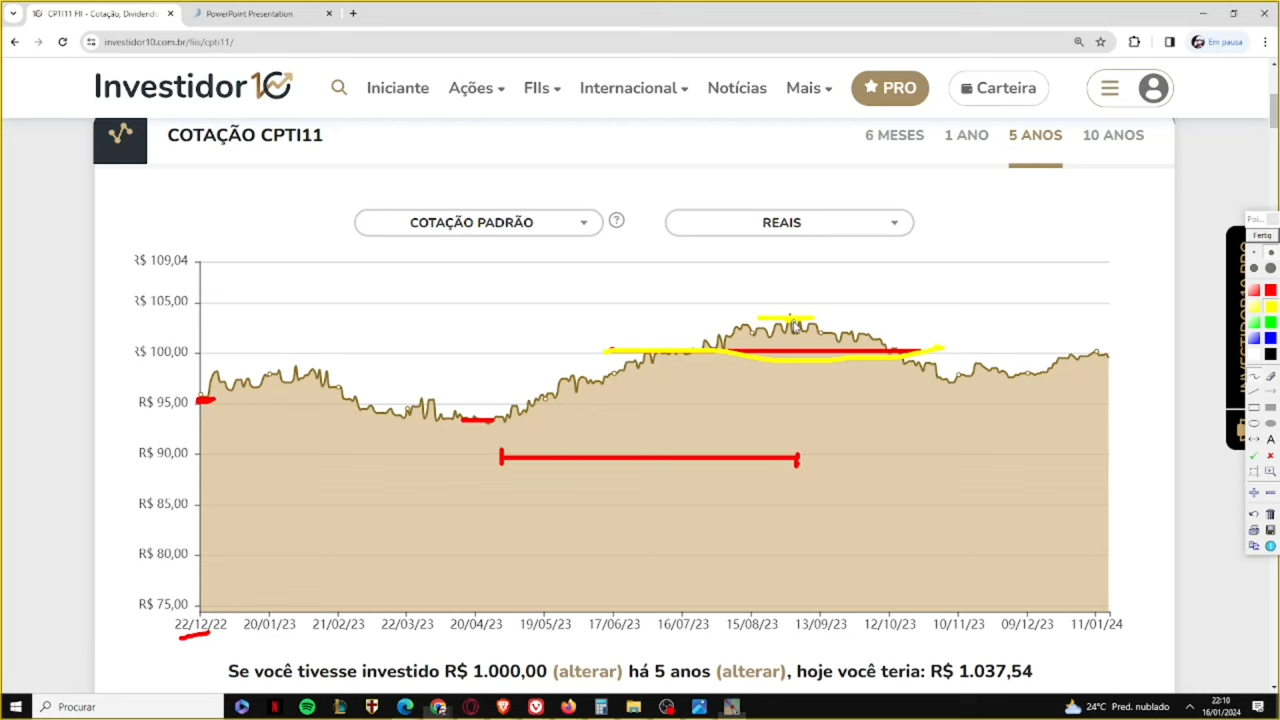 CPTI11 FII - Cotação, Dividendo
PowerPoint Presentation
investidor10.com.br/fiis/cpti11/
Em pausa
Investidor10
Iniciante Ações FIIs Internacional Notícias Mais PRO Carteira
COTAÇÃO CPTI11
6 MESES 1 ANO 5 ANOS 10 ANOS
COTAÇÃO PADRÃO ? REAIS
R$ 109,04
R$ 105,00
R$ 100,00
R$ 95,00
R$ 90,00
R$ 85,00
R$ 80,00
R$ 75,00
22/12/22 20/01/23 21/02/23 22/03/23 20/04/23 19/05/23 17/06/23 16/07/23 15/08/23 13/09/23 12/10/23 10/11/23 09/12/23 11/01/24
Se você tivesse investido R$ 1.000,00 (alterar) há 5 anos (alterar), hoje você teria: R$ 1.037,54
Poi...
Fertig
A
INVESTIDOR10 PRO
Procurar
24°C Pred. nublado
22:10
16/01/2024